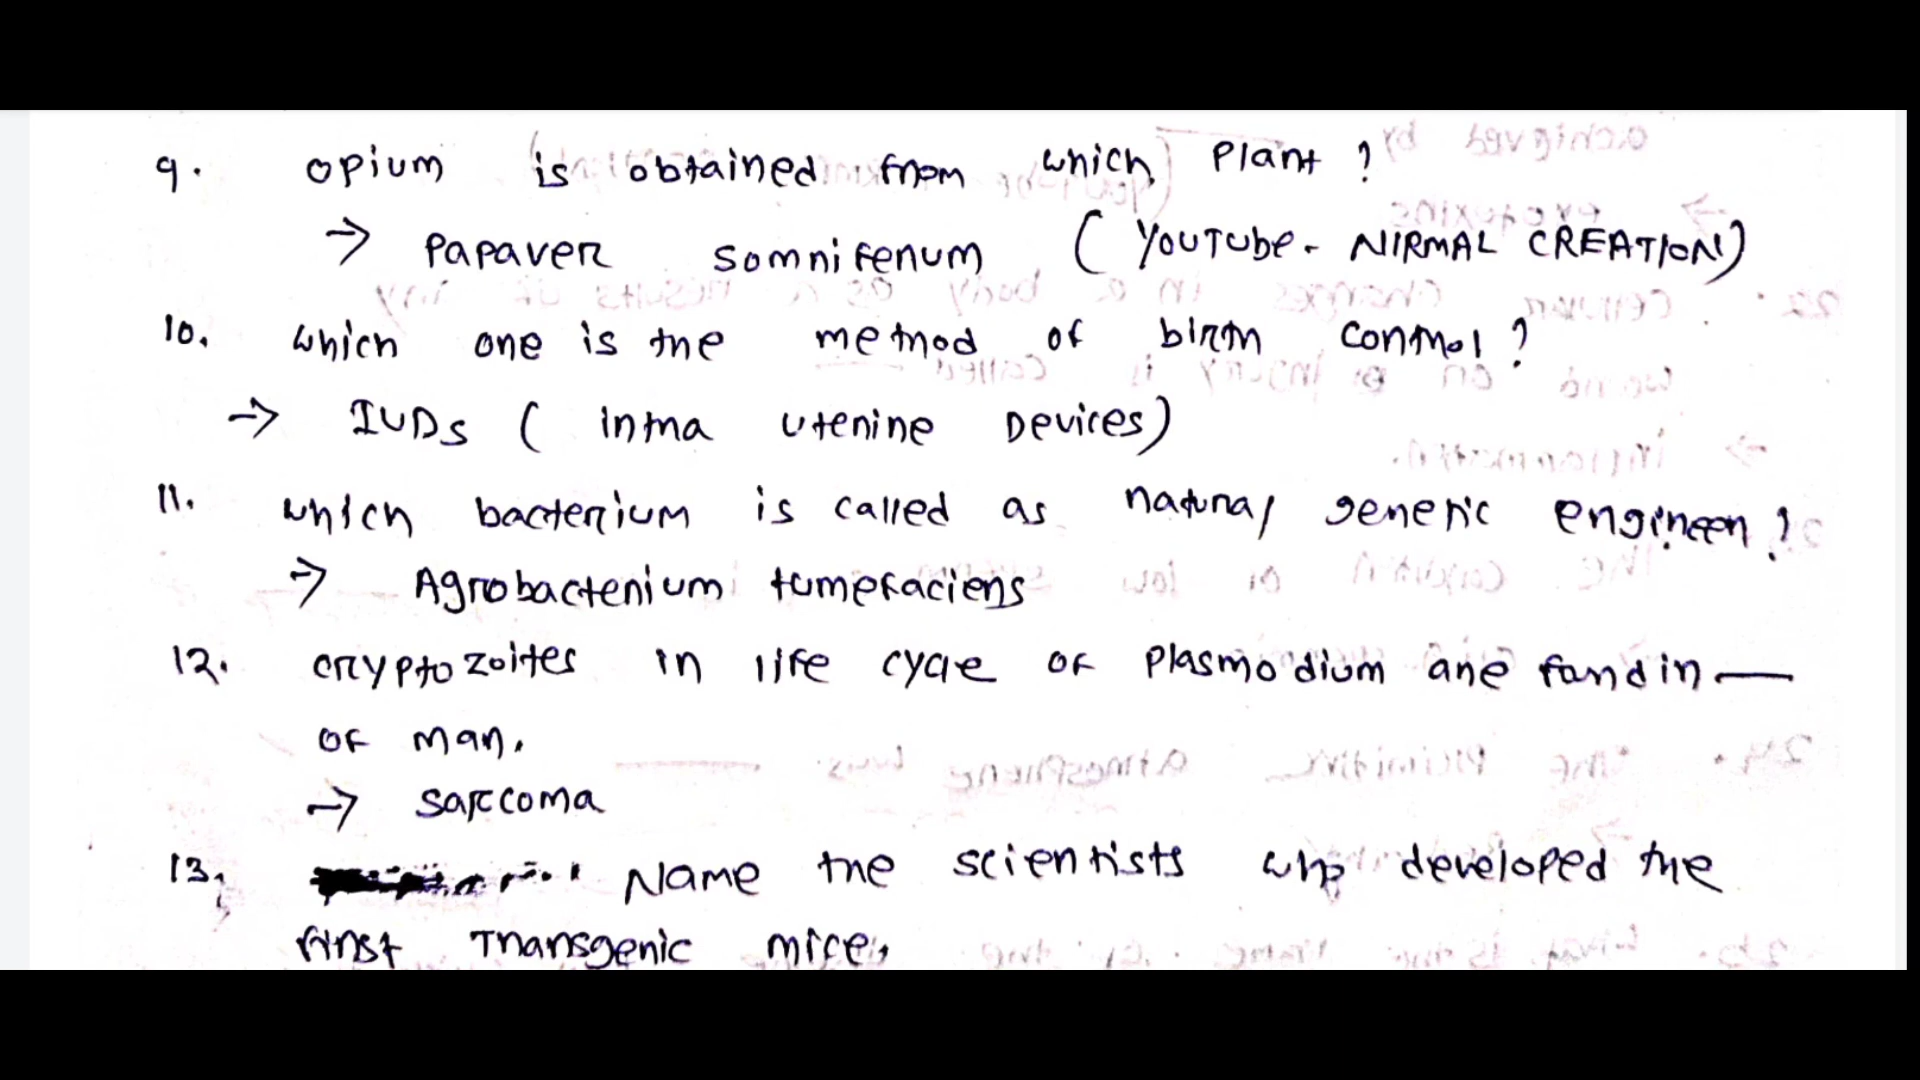 9. opium is obtained from which plant ?
→ Papaver somniferum (YouTube - NIRMAL CREATION)
10. which one is the method of birth control ?
→ IUDs ( Intra Uterine Devices)
11. which bacterium is called as natural genetic engineer ?
→ Agrobacterium tumefaciens
12. cryptozoites in life cycle of plasmodium are found in —
of man.
→ sarcoma
13. Name the scientists who developed the
first Transgenic mice,